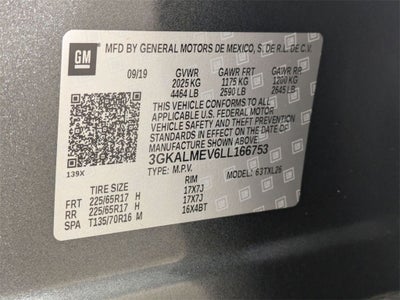 GM MFD BY GENERAL MOTORS DE MEXICO, S. DE R.L. DE C.V.
09/19 GVWR GAWR FRT GAWR RR
2025 KG 1175 KG 1200 KG
4464 LB 2590 LB 2645 LB
THIS VEHICLE CONFORMS TO ALL
APPLICABLE U.S. FEDERAL MOTOR
VEHICLE SAFETY AND THEFT PREVENTION
STANDARDS IN EFFECT ON THE DATE OF
MANUFACTURE SHOWN ABOVE.
3GKALMEV6LL166753
139X
TYPE: M.P.V. MODEL: 63TXL26
TIRE SIZE RIM
FRT 225/65R17 H 17X7J
RR 225/65R17 H 17X7J
SPA T135/70R16 M 16X4BT